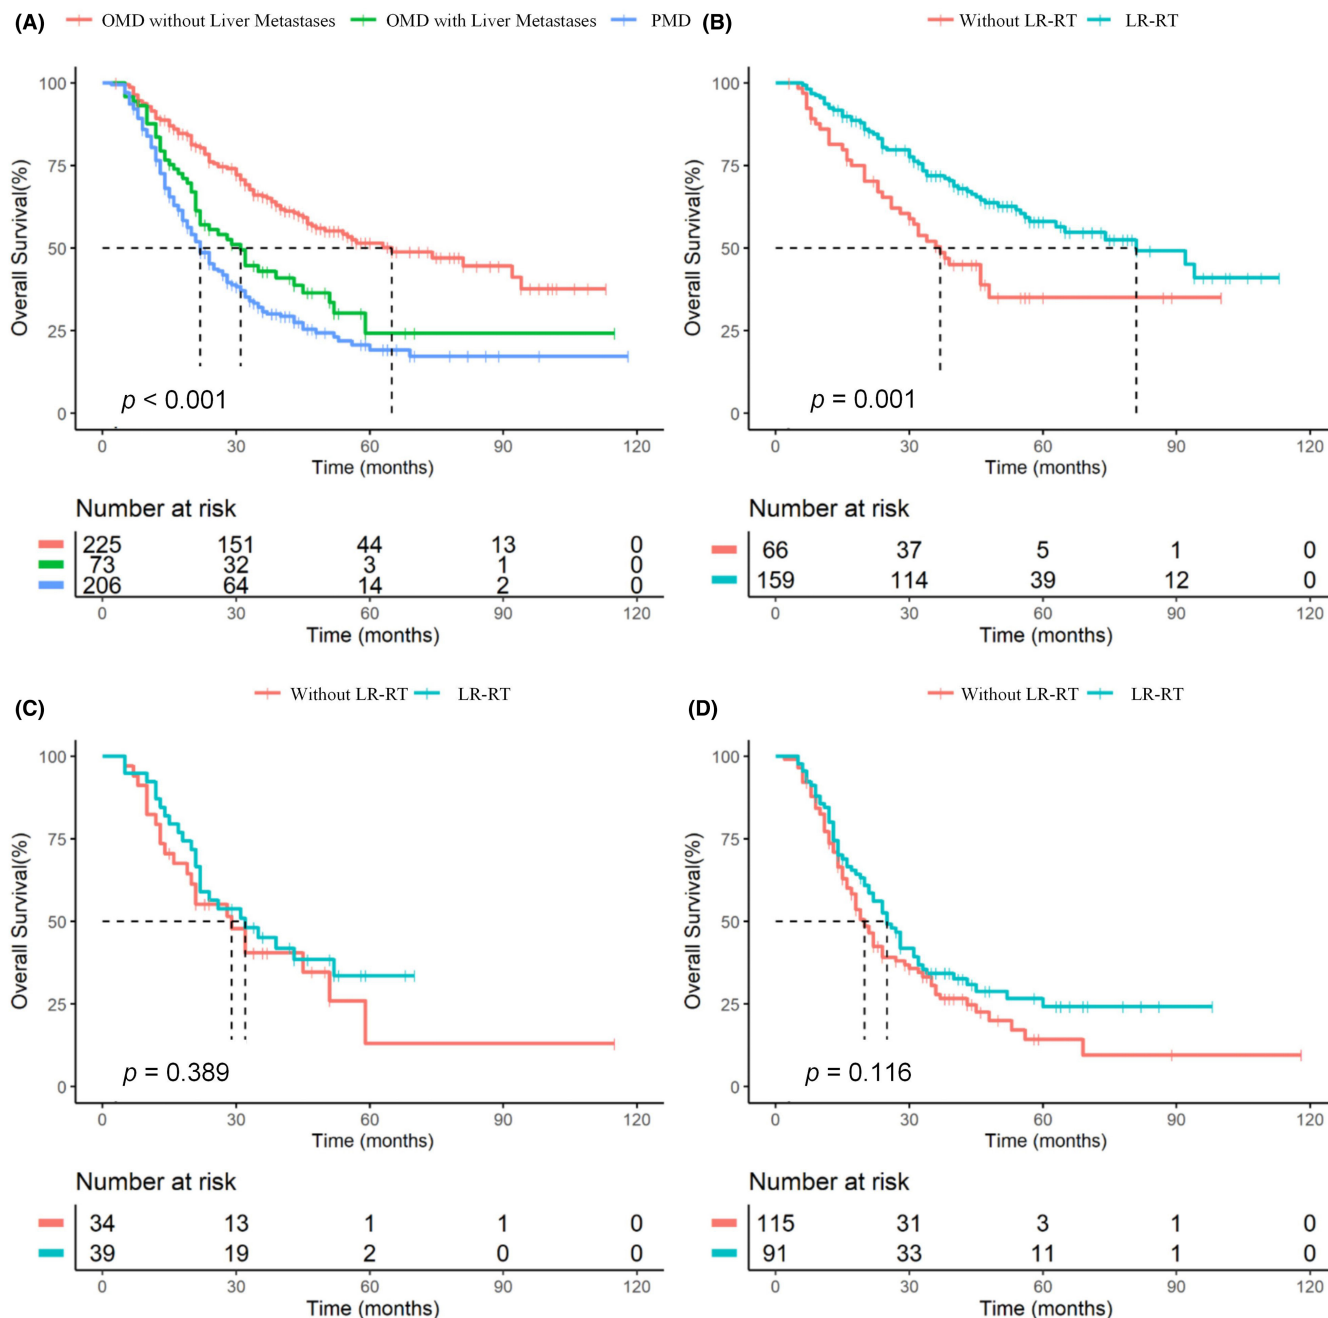 (A) OMD without Liver Metastases OMD with Liver Metastases PMD
100
75
50
25
0
Overall Survival(%)
p < 0.001
0 30 60 90 120
Time (months)
Number at risk
225 151 44 13 0
73 32 3 1 0
206 64 14 2 0
0 30 60 90 120
Time (months)
(B) Without LR-RT LR-RT
100
75
50
25
0
Overall Survival(%)
p = 0.001
0 30 60 90 120
Time (months)
Number at risk
66 37 5 1 0
159 114 39 12 0
0 30 60 90 120
Time (months)
(C) Without LR-RT LR-RT
100
75
50
25
0
Overall Survival(%)
p = 0.389
0 30 60 90 120
Time (months)
Number at risk
34 13 1 1 0
39 19 2 0 0
0 30 60 90 120
Time (months)
(D) Without LR-RT LR-RT
100
75
50
25
0
Overall Survival(%)
p = 0.116
0 30 60 90 120
Time (months)
Number at risk
115 31 3 1 0
91 33 11 1 0
0 30 60 90 120
Time (months)